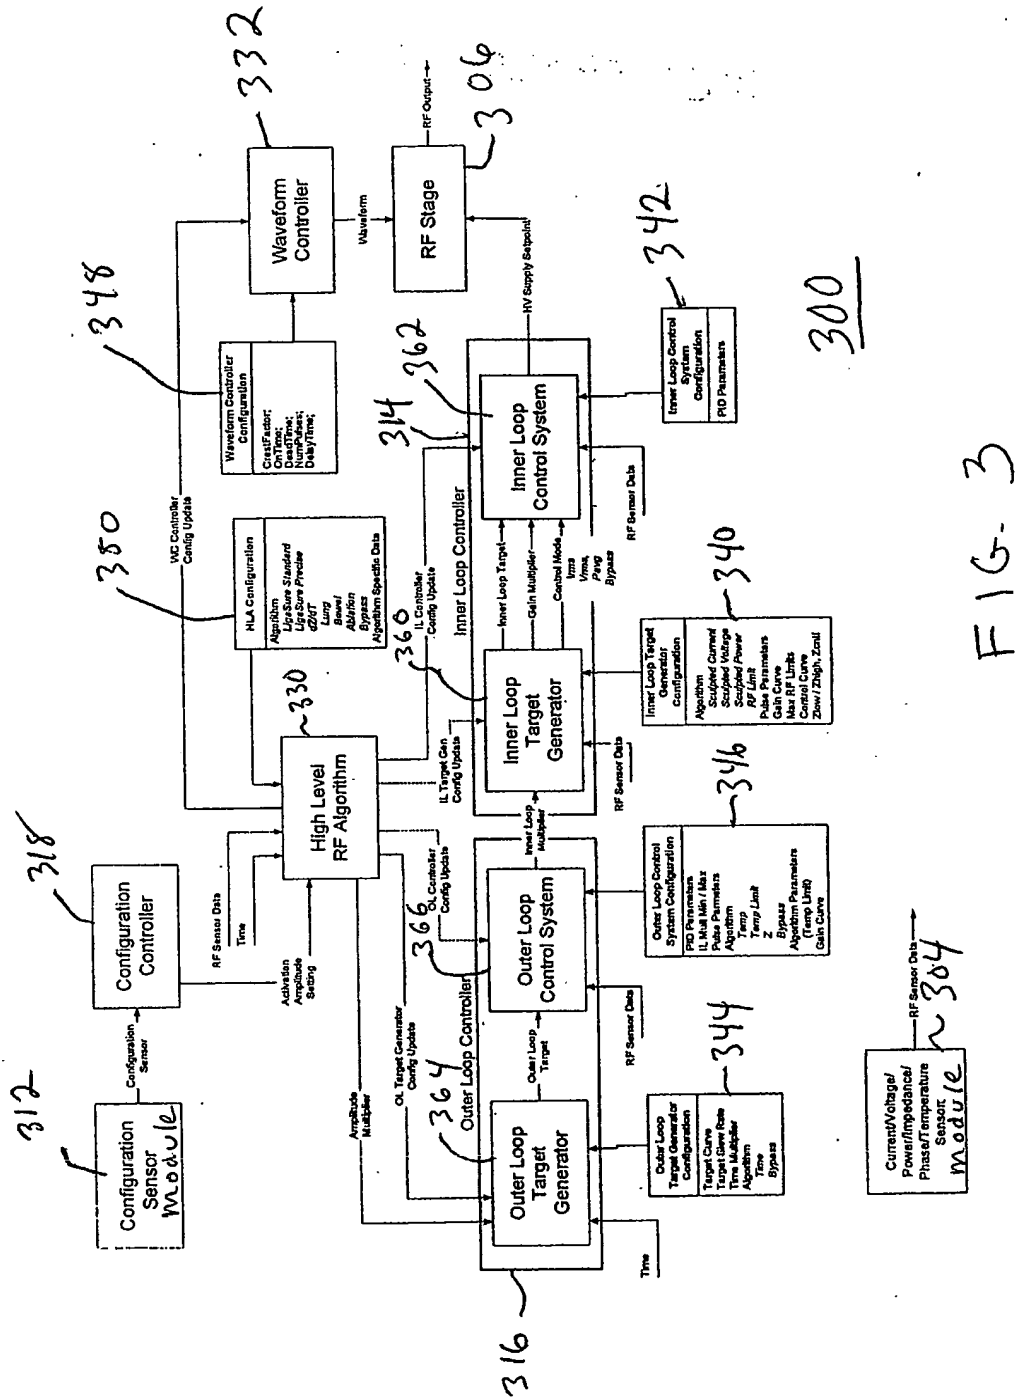 312
Configuration
Sensor
Module
Configuration
Sensor
318
Configuration
Controller
RF Sensor Data
Time
Activation
Amplitude
Setting
330
High Level
RF Algorithm
380
HLA Configuration
Algorithm
LigaSure Standard
LigaSure Precise
dZ/dT
Lung
Bowel
Ablation
Bypass
Algorithm Specific Data
WC Controller
Config Update
348
Waveform Controller
Configuration
CrestFactor;
OnTime;
DeadTime;
NumPulses;
DelayTime;
332
Waveform
Controller
Waveform
306
RF Stage
RF Output
HV Supply Setpoint
Amplitude
Multiplier
OL Target Generator
Config Update
OL Controller
Config Update
IL Target Gen
Config Update
IL Controller
Config Update
316
Outer Loop Controller
364
Outer Loop
Target
Generator
Outer Loop
Target
366
Outer Loop
Control System
Inner Loop
Multiplier
Inner Loop Controller
314
360
Inner Loop
Target
Generator
Inner Loop Target
Gain Multiplier
Control Mode
Irms
Vrms,
Pavg
Bypass
362
Inner Loop
Control System
Time
RF Sensor Data
RF Sensor Data
RF Sensor Data
344
Outer Loop
Target Generator
Configuration
Target Curve
Target Slew Rate
Time Multiplier
Algorithm
Time
Bypass
346
Outer Loop Control
System Configuration
PID Parameters
IL Mult Min / Max
Pulse Parmeters
Algorithm
Temp
Temp Limit
Z
Bypass
Algorithm Parameters
(Temp Limit)
Gain Curve
340
Inner Loop Target
Generator
Configuration
Algorithm
Sculpted Current
Sculpted Voltage
Sculpted Power
RF Limit
Pulse Parameters
Gain Curve
Max RF Limits
Control Curve
Zlow / Zhigh, Zcntl
342
Inner Loop Control
System
Configuration
PID Parameters
Current/Voltage/
Power/Impedance/
Phase/Temperature
Sensor
Module
304
RF Sensor Data
300
FIG. 3